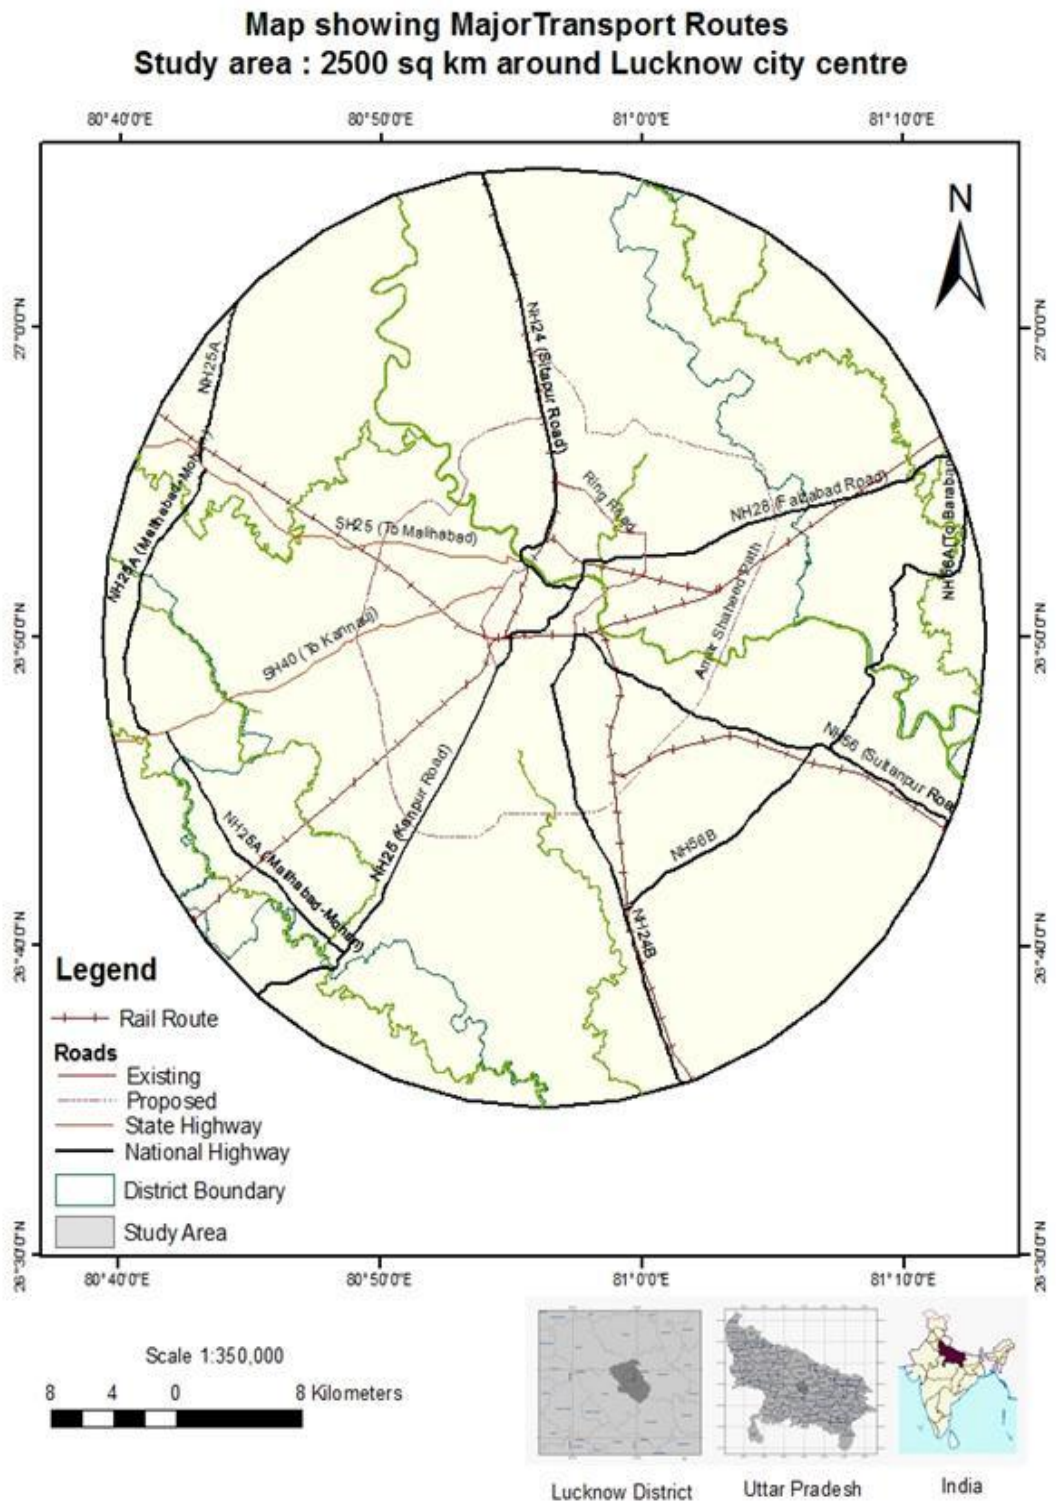 Map showing MajorTransport Routes
Study area : 2500 sq km around Lucknow city centre
80°40'0"E
80°50'0"E
81°0'0"E
81°10'0"E
N
27°0'0"N
27°0'0"N
NH24 (Sitapur Road)
NH25A
Ring Road
NH28 (Faizabad Road)
SH25 (To Malihabad)
NH25A (Malihabad-Moh
NH56A (To Baraban
Amar Shaheed Path
26°50'0"N
26°50'0"N
SH40 (To Kannauj)
NH56 (Sultanpur Road
NH25 (Kanpur Road)
NH25A (Malihabad-Mohan)
NH56B
NH24B
26°40'0"N
26°40'0"N
Legend
Rail Route
Roads
Existing
Proposed
State Highway
National Highway
District Boundary
Study Area
26°30'0"N
26°30'0"N
80°40'0"E
80°50'0"E
81°0'0"E
81°10'0"E
Scale 1:350,000
8 4 0 8 Kilometers
Lucknow District
Uttar Pradesh
India